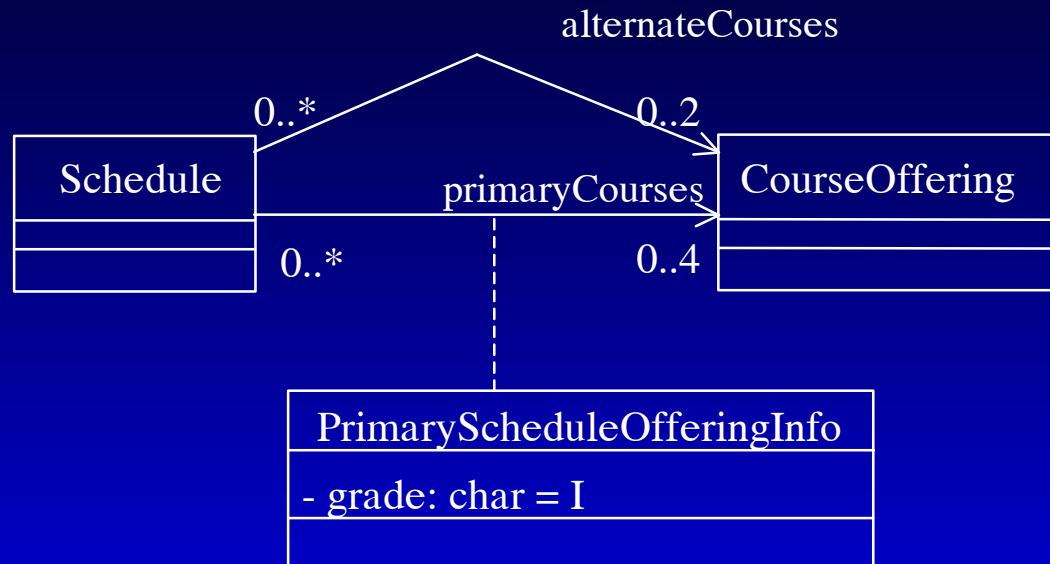 alternateCourses
0..*
0..2
Schedule
primaryCourses
CourseOffering
0..*
0..4
PrimaryScheduleOfferingInfo
- grade: char = I